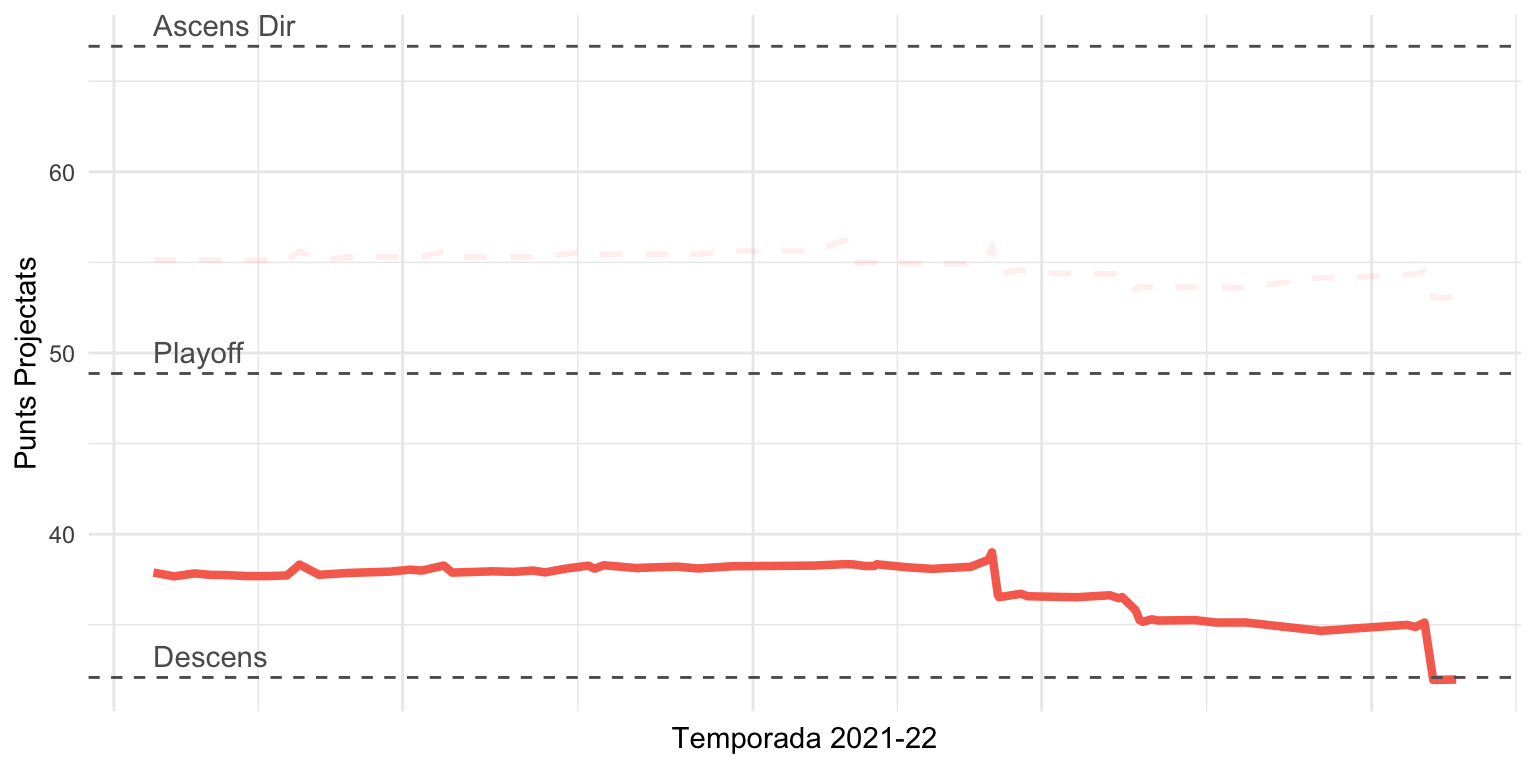 Ascens Dir
60
Playoff
50
40
Descens
Punts Projectats
Temporada 2021-22